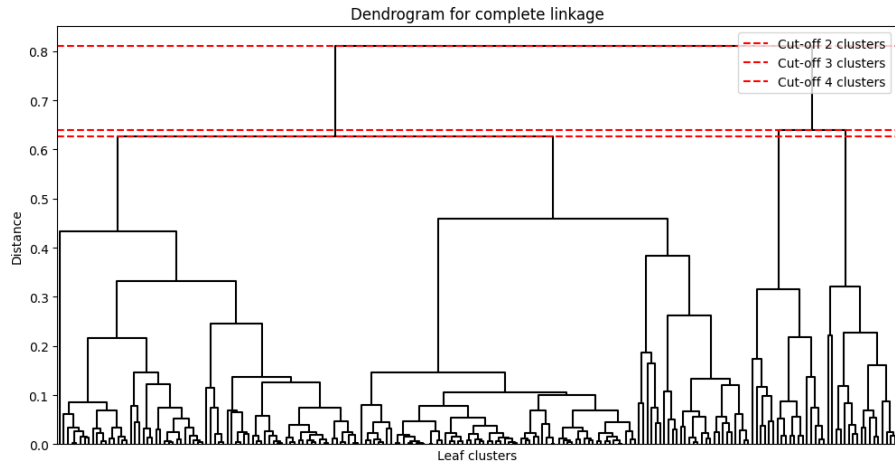 Dendrogram for complete linkage
Cut-off 2 clusters
Cut-off 3 clusters
Cut-off 4 clusters
0.8
0.7
0.6
0.5
0.4
0.3
0.2
0.1
0.0
Distance
Leaf clusters